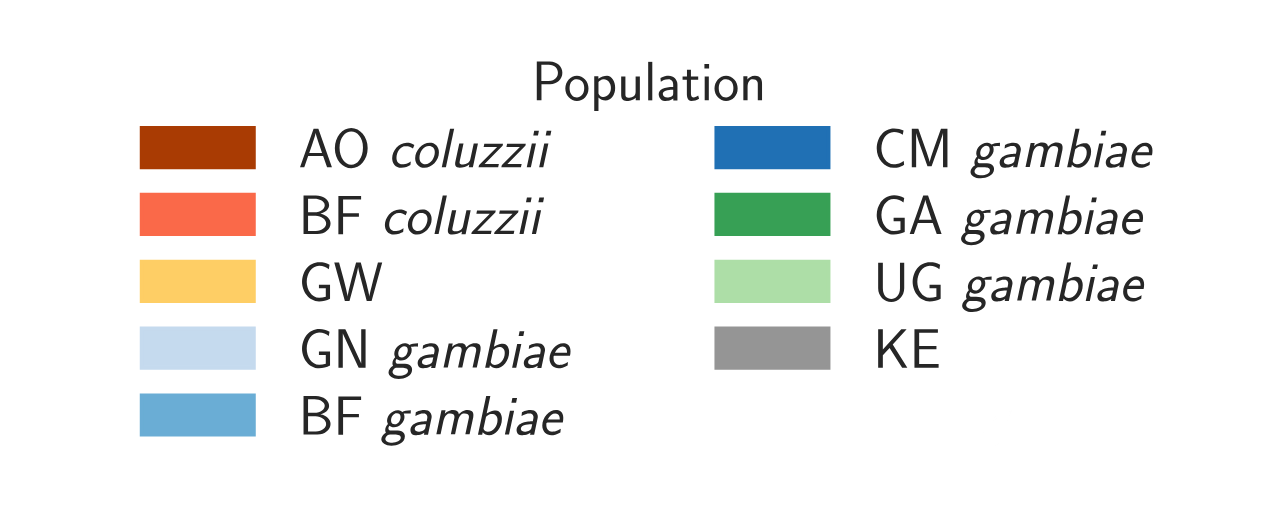 Population
AO coluzzii
BF coluzzii
GW
GN gambiae
BF gambiae
CM gambiae
GA gambiae
UG gambiae
KE